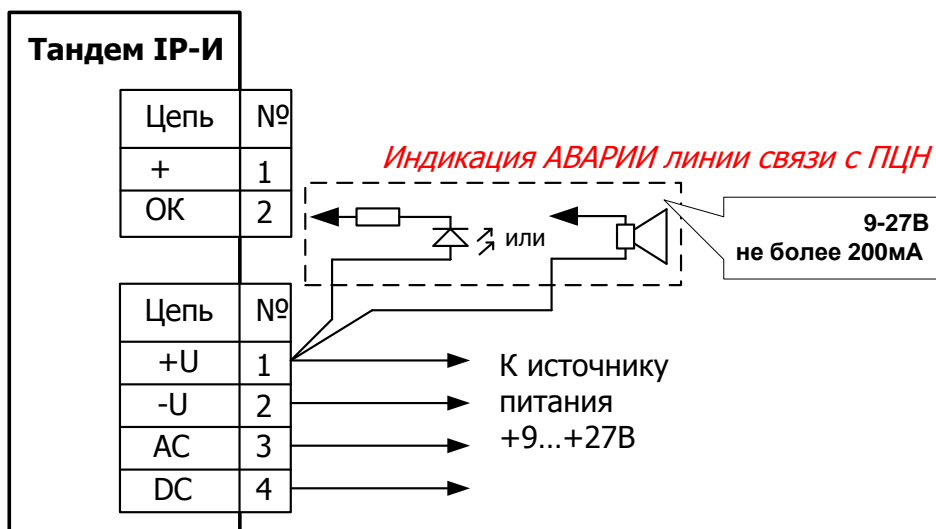 Тандем IP-И
Цепь №
+ 1
ОК 2
Индикация АВАРИИ линии связи с ПЦН
или
9-27В
не более 200мА
Цепь №
+U 1
-U 2
AC 3
DC 4
К источнику
питания
+9...+27В